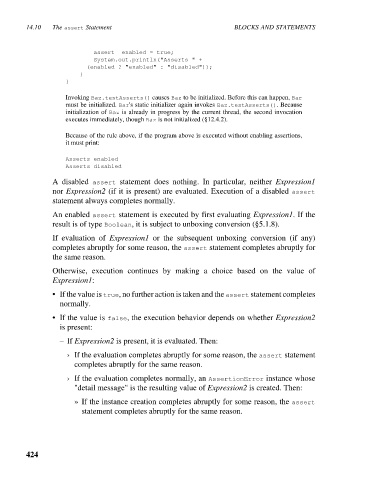 14.10 The assert Statement BLOCKS AND STATEMENTS
assert enabled = true;
System.out.println("Asserts " +
(enabled ? "enabled" : "disabled"));
}
}
Invoking Bar.testAsserts() causes Baz to be initialized. Before this can happen, Bar
must be initialized. Bar's static initializer again invokes Bar.testAsserts(). Because
initialization of Bar is already in progress by the current thread, the second invocation
executes immediately, though Bar is not initialized (§12.4.2).
Because of the rule above, if the program above is executed without enabling assertions,
it must print:
Asserts enabled
Asserts disabled
A disabled assert statement does nothing. In particular, neither Expression1
nor Expression2 (if it is present) are evaluated. Execution of a disabled assert
statement always completes normally.
An enabled assert statement is executed by first evaluating Expression1. If the
result is of type Boolean, it is subject to unboxing conversion (§5.1.8).
If evaluation of Expression1 or the subsequent unboxing conversion (if any)
completes abruptly for some reason, the assert statement completes abruptly for
the same reason.
Otherwise, execution continues by making a choice based on the value of
Expression1:
• If the value is true, no further action is taken and the assert statement completes
normally.
• If the value is false, the execution behavior depends on whether Expression2
is present:
– If Expression2 is present, it is evaluated. Then:
› If the evaluation completes abruptly for some reason, the assert statement
completes abruptly for the same reason.
› If the evaluation completes normally, an AssertionError instance whose
"detail message" is the resulting value of Expression2 is created. Then:
» If the instance creation completes abruptly for some reason, the assert
statement completes abruptly for the same reason.
424